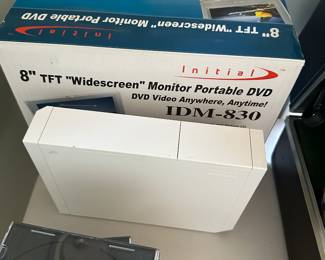 8" TFT "Widescreen" Monitor Portable DVD
Initial
8" TFT "Widescreen" Monitor Portable DVD
DVD Video Anywhere, Anytime!
IDM-830